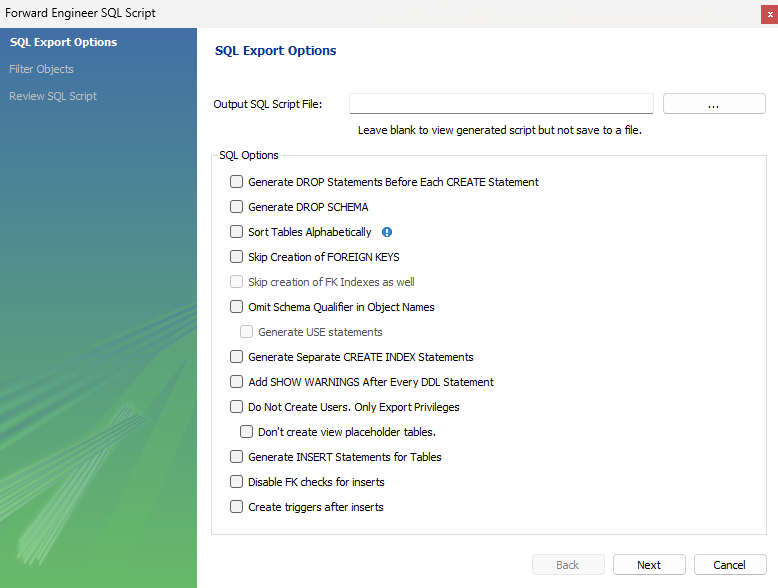 Forward Engineer SQL Script
x
SQL Export Options
Filter Objects
Review SQL Script
SQL Export Options
Output SQL Script File:
...
Leave blank to view generated script but not save to a file.
SQL Options
Generate DROP Statements Before Each CREATE Statement
Generate DROP SCHEMA
Sort Tables Alphabetically
Skip Creation of FOREIGN KEYS
Skip creation of FK Indexes as well
Omit Schema Qualifier in Object Names
Generate USE statements
Generate Separate CREATE INDEX Statements
Add SHOW WARNINGS After Every DDL Statement
Do Not Create Users. Only Export Privileges
Don't create view placeholder tables.
Generate INSERT Statements for Tables
Disable FK checks for inserts
Create triggers after inserts
Back Next Cancel